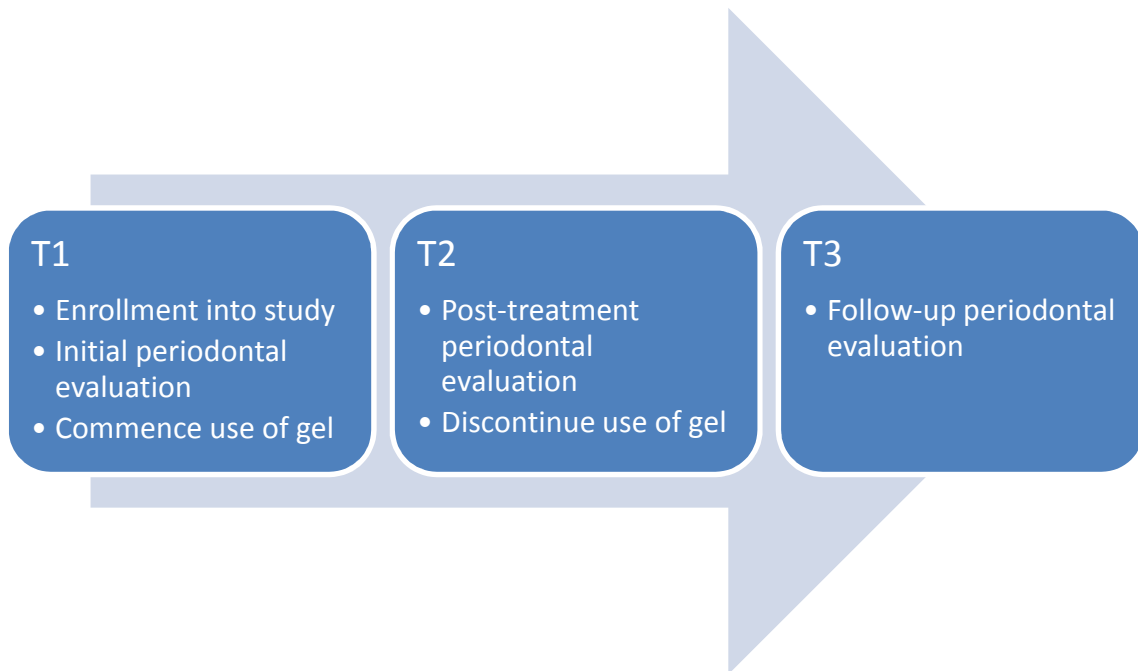 T1
• Enrollment into study
• Initial periodontal
evaluation
• Commence use of gel
T2
• Post-treatment
periodontal
evaluation
• Discontinue use of gel
T3
• Follow-up periodontal
evaluation